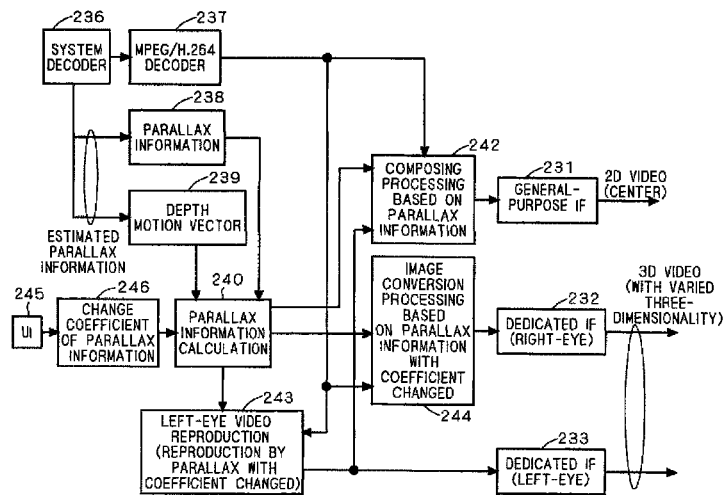 236
SYSTEM
DECODER
237
MPEG/H.264
DECODER
238
PARALLAX
INFORMATION
239
DEPTH
MOTION VECTOR
ESTIMATED PARALLAX
INFORMATION
242
COMPOSING
PROCESSING
BASED ON
PARALLAX
INFORMATION
231
GENERAL-
PURPOSE IF
2D VIDEO
(CENTER)
245
UI
246
CHANGE
COEFFICIENT
OF PARALLAX
INFORMATION
240
PARALLAX
INFORMATION
CALCULATION
IMAGE
CONVERSION
PROCESSING
BASED
ON PARALLAX
INFORMATION
WITH
COEFFICIENT
CHANGED
244
232
DEDICATED IF
(RIGHT-EYE)
3D VIDEO
(WITH VARIED
THREE-
DIMENSIONALITY)
243
LEFT-EYE VIDEO
REPRODUCTION
(REPRODUCTION BY
PARALLAX WITH
COEFFICIENT CHANGED)
233
DEDICATED IF
(LEFT-EYE)